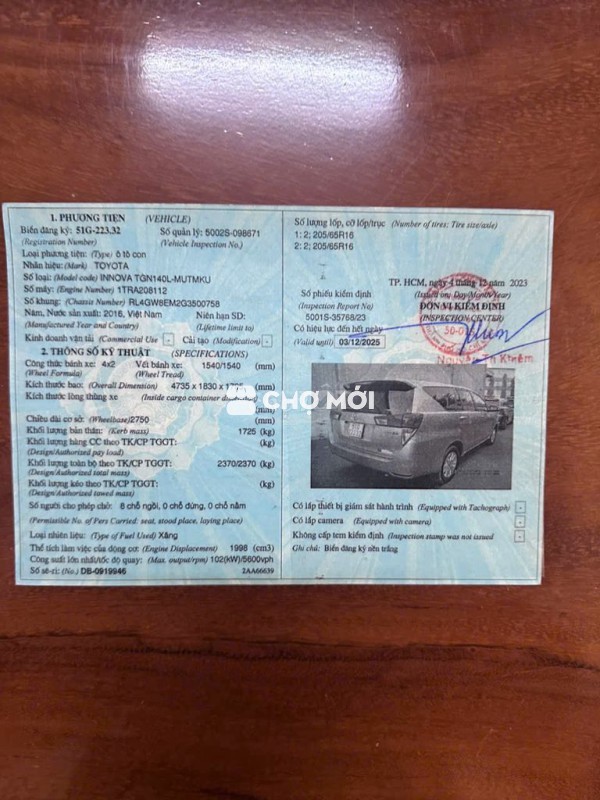 1. PHƯƠNG TIỆN (VEHICLE)
Biển đăng ký: 51G-223.32 Số quản lý: 5002S-098671
(Registration Number) (Vehicle Inspection No.)
Loại phương tiện: (Type) ô tô con
Nhãn hiệu: (Mark) TOYOTA
Số loại: (Model code) INNOVA TGN140L-MUTMKU
Số máy: (Engine Number) 1TRA208112
Số khung: (Chassis Number) RL4GW8EM2G3500758
Năm, Nước sản xuất: 2016, Việt Nam Niên hạn SD:
(Manufactured Year and Country) (Lifetime limit to)
Kinh doanh vận tải (Commercial Use) - Cải tạo (Modification) -
2. THÔNG SỐ KỸ THUẬT (SPECIFICATIONS)
Công thức bánh xe: 4x2 Vết bánh xe: 1540/1540 (mm)
(Wheel Formula) (Wheel Tread)
Kích thước bao: (Overall Dimension) 4735 x 1830 x (mm)
Kích thước lòng thùng xe (Inside cargo container
(mm)
Chiều dài cơ sở: (Wheelbase) 2750 (mm)
Khối lượng bản thân: (Kerb mass) 1725 (kg)
Khối lượng hàng CC theo TK/CP TGGT: (kg)
(Design/Authorized pay load)
Khối lượng toàn bộ theo TK/CP TGGT: 2370/2370 (kg)
(Design/Authorized total mass)
Khối lượng kéo theo TK/CP TGGT: (kg)
(Design/Authorized towed mass)
Số người cho phép chở: 8 chỗ ngồi, 0 chỗ đứng, 0 chỗ nằm
(Permissible No. of Pers Carried: seat, stood place, laying place)
Loại nhiên liệu: (Type of Fuel Used) Xăng
Thể tích làm việc của động cơ: (Engine Displacement) 1998 (cm3)
Công suất lớn nhất/tốc độ quay: (Max. output/rpm) 102(kW)/5600vph
Số sê-ri: (No.) DB-0919946 2AA66639
Số lượng lốp, cỡ lốp/trục (Number of tires: Tire size/axle)
1: 2; 205/65R16
2: 2; 205/65R16
TP. HCM, ngày 4 tháng 12 năm 2023
Số phiếu kiểm định (Issued on: Day/Month/Year)
(Inspection Report No) ĐƠN VỊ KIỂM ĐỊNH
5001S-35768/23 (INSPECTION CENTER)
Có hiệu lực đến hết ngày
(Valid until) 03/12/2025
CHỢ MỚI
Có lắp thiết bị giám sát hành trình (Equipped with Tachograph) -
Có lắp camera (Equipped with camera) -
Không cấp tem kiểm định (Inspection stamp was not issued -
Ghi chú: Biển đăng ký nền trắng